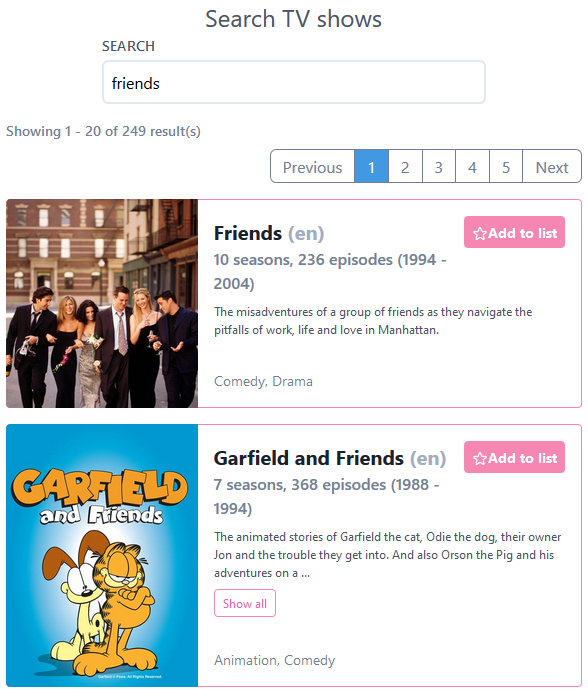 Search TV shows
SEARCH
friends
Showing 1 - 20 of 249 result(s)
Previous 1 2 3 4 5 Next
Friends (en)
Add to list
10 seasons, 236 episodes (1994 -
2004)
The misadventures of a group of friends as they navigate the
pitfalls of work, life and love in Manhattan.
Comedy, Drama
GARFIELD
and Friends
Garfield and Friends (en)
Add to list
7 seasons, 368 episodes (1988 -
1994)
The animated stories of Garfield the cat, Odie the dog, their owner
Jon and the trouble they get into. And also Orson the Pig and his
adventures on a ...
Show all
Animation, Comedy